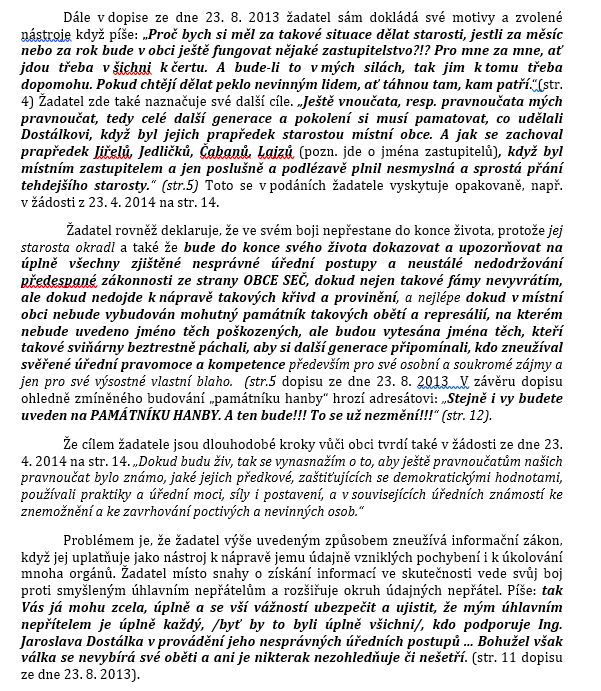 Dále v dopise ze dne 23. 8. 2013 žadatel sám dokládá své motivy a zvolené
nástroje když píše: „Proč bych si měl za takové situace dělat starosti, jestli za měsíc
nebo za rok bude v obci ještě fungovat nějaké zastupitelstvo?!? Pro mne za mne, ať
jdou třeba v šichni k čertu. A bude-li to v mých silách, tak jim k tomu třeba
dopomohu. Pokud chtějí dělat peklo nevinným lidem, ať táhnou tam, kam patří.“(str.
4) Žadatel zde také naznačuje své další cíle. „Ještě vnoučata, resp. pravnoučata mých
pravnoučat, tedy celé další generace a pokolení si musí pamatovat, co udělali
Dostálkovi, když byl jejich prapředek starostou místní obce. A jak se zachoval
prapředek Jiřelů, Jedličků, Čabanů, Lajzů (pozn. jde o jména zastupitelů), když byl
místním zastupitelem a jen poslušně a podlézavě plnil nesmyslná a sprostá přání
tehdejšího starosty.“ (str.5) Toto se v podáních žadatele vyskytuje opakovaně, např.
v žádosti z 23. 4. 2014 na str. 14.
Žadatel rovněž deklaruje, že ve svém boji nepřestane do konce života, protože jej
starosta okradl a také že bude do konce svého života dokazovat a upozorňovat na
úplně všechny zjištěné nesprávné úřední postupy a neustálé nedodržování
předespané zákonnosti ze strany OBCE SEČ, dokud nejen takové fámy nevyvrátím,
ale dokud nedojde k nápravě takových křivd a provinění, a nejlépe dokud v místní
obci nebude vybudován mohutný památník takových obětí a represálií, na kterém
nebude uvedeno jméno těch poškozených, ale budou vytesána jména těch, kteří
takové sviňárny beztrestně páchali, aby si další generace připomínali, kdo zneužíval
svěřené úřední pravomoce a kompetence především pro své osobní a soukromé zájmy a
jen pro své výsostné vlastní blaho. (str.5 dopisu ze dne 23. 8. 2013 V závěru dopisu
ohledně zmíněného budování „památníku hanby“ hrozí adresátovi: „Stejně i vy budete
uveden na PAMÁTNÍKU HANBY. A ten bude!!! To se už nezmění!!!“ (str. 12).
Že cílem žadatele jsou dlouhodobé kroky vůči obci tvrdí také v žádosti ze dne 23.
4. 2014 na str. 14. „Dokud budu živ, tak se vynasnažím o to, aby ještě pravnoučatům našich
pravnoučat bylo známo, jaké jejich předkové, zaštiťujících se demokratickými hodnotami,
používali praktiky a úřední moci, síly i postavení, a v souvisejících úředních známostí ke
znemožnění a ke zavrhování poctivých a nevinných osob.“
Problémem je, že žadatel výše uvedeným způsobem zneužívá informační zákon,
když jej uplatňuje jako nástroj k nápravě jemu údajně vzniklých pochybení i k úkolování
mnoha orgánů. Žadatel místo snahy o získání informací ve skutečnosti vede svůj boj
proti smyšleným úhlavním nepřátelům a rozšiřuje okruh údajných nepřátel. Píše: tak
Vás já mohu zcela, úplně a se vší vážností ubezpečit a ujistit, že mým úhlavním
nepřítelem je úplně každý, /byť by to byli úplně všichni/, kdo podporuje Ing.
Jaroslava Dostálka v provádění jeho nesprávných úředních postupů ... Bohužel však
válka se nevybírá své oběti a ani je nikterak nezohledňuje či nešetří. (str. 11 dopisu
ze dne 23. 8. 2013).